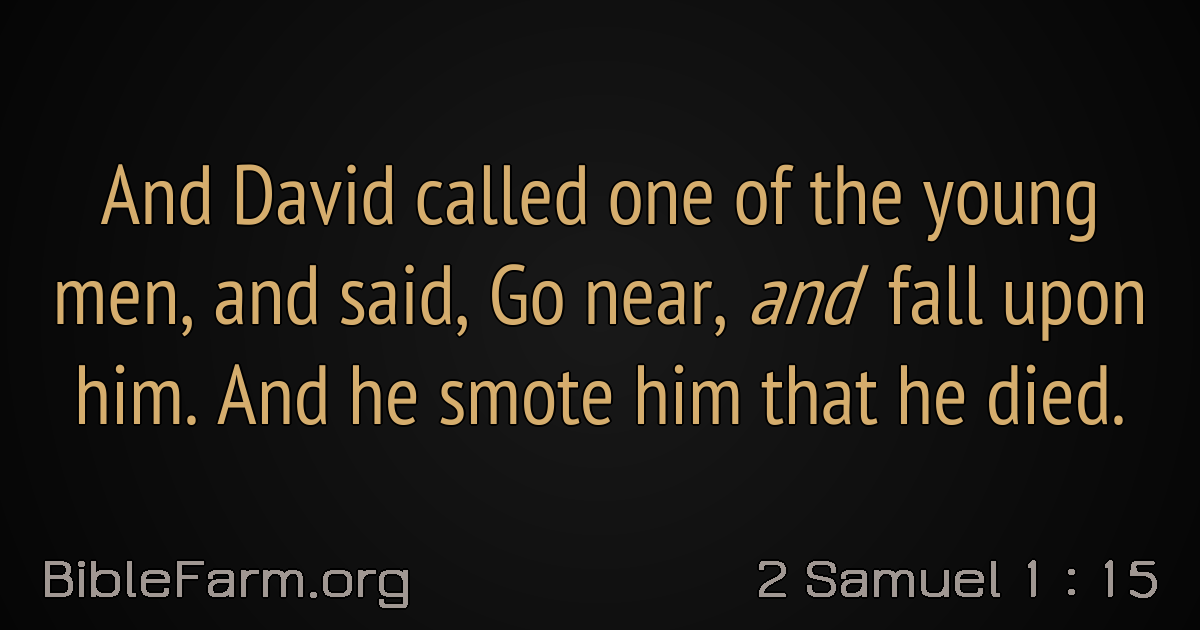 And David called one of the young
men, and said, Go near, and fall upon
him. And he smote him that he died.
BibleFarm.org
2 Samuel 1 : 15